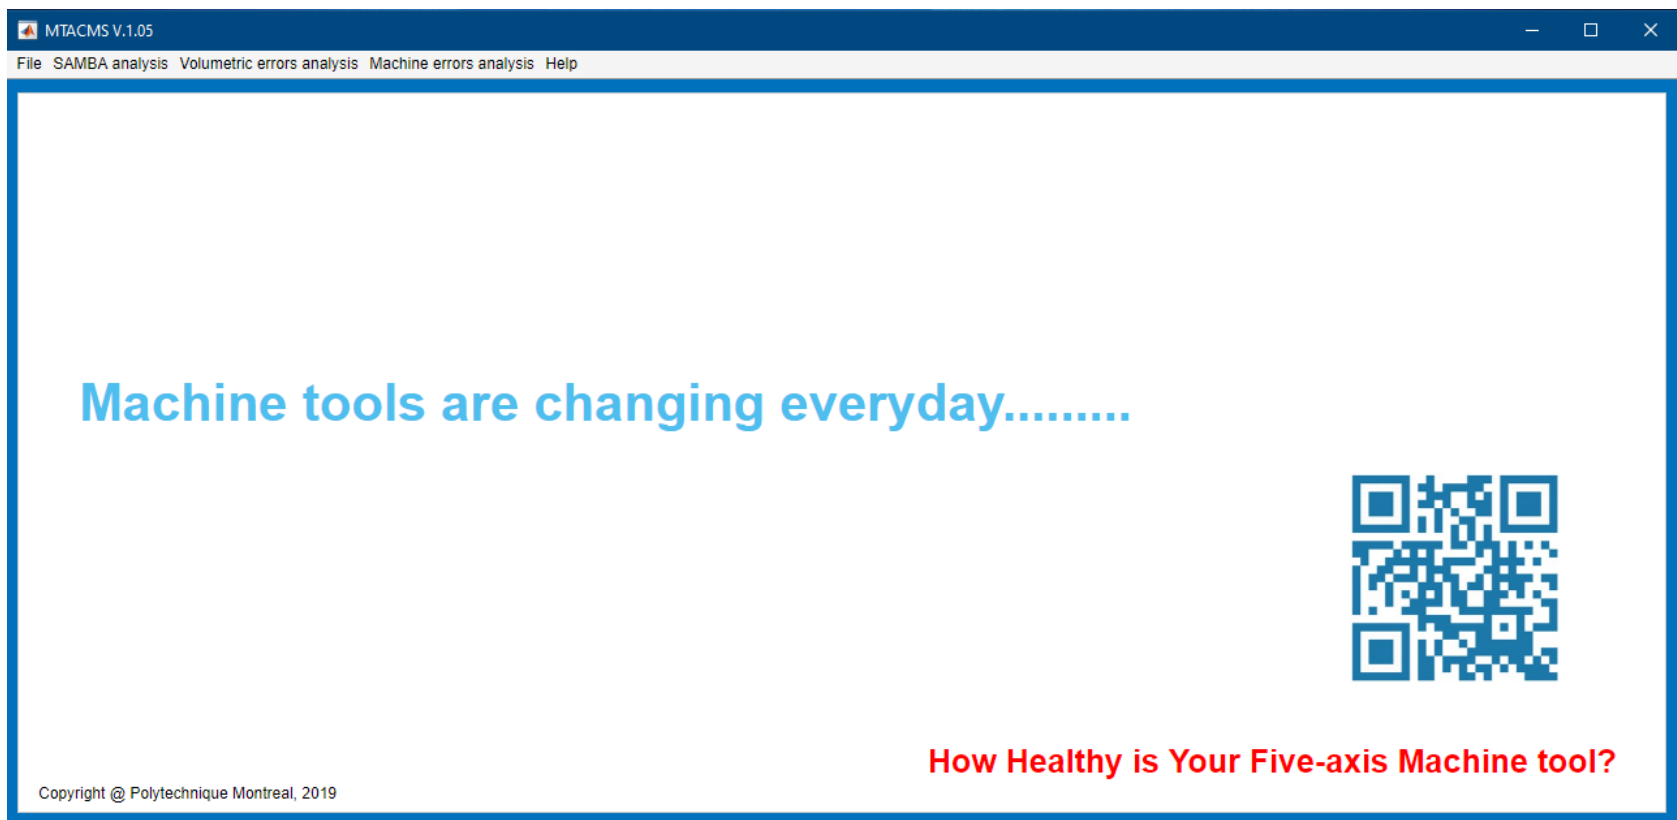 MTACMS V.1.05
File SAMBA analysis Volumetric errors analysis Machine errors analysis Help
Machine tools are changing everyday.........
How Healthy is Your Five-axis Machine tool?
Copyright @ Polytechnique Montreal, 2019